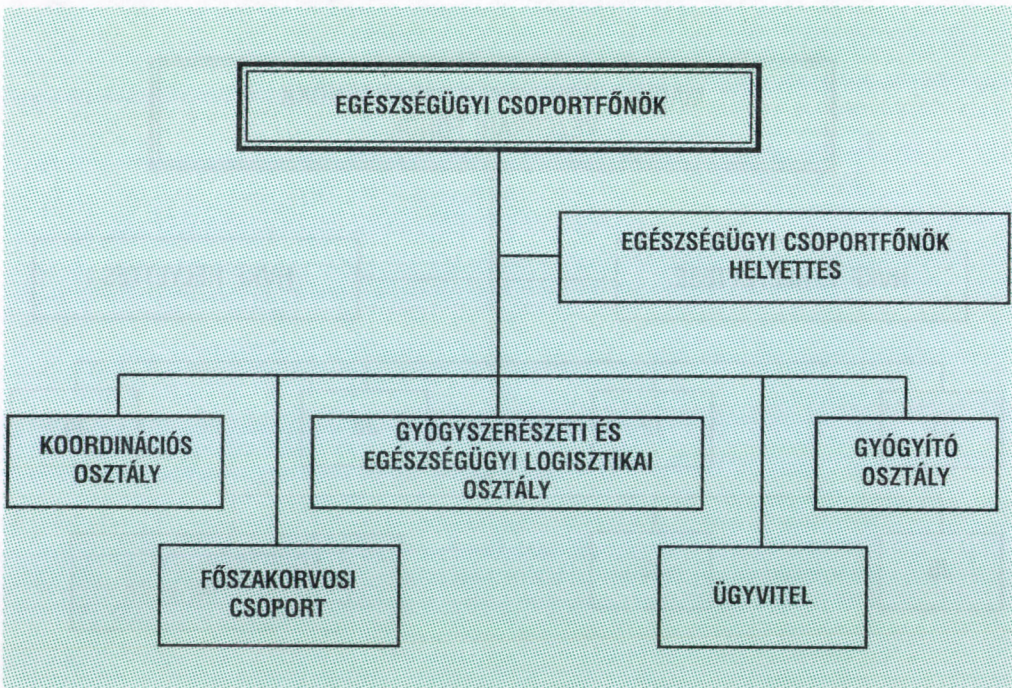 EGÉSZSÉGÜGYI CSOPORTFŐNÖK
EGÉSZSÉGÜGYI CSOPORTFŐNÖK
HELYETTES
KOORDINÁCIÓS
OSZTÁLY
GYÓGYSZERÉSZETI ÉS
EGÉSZSÉGÜGYI LOGISZTIKAI
OSZTÁLY
GYÓGYÍTÓ
OSZTÁLY
FŐSZAKORVOSI
CSOPORT
ÜGYVITEL